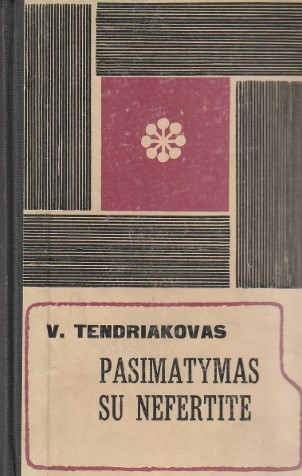 V. TENDRIAKOVAS
PASIMATYMAS
SU NEFERTITE